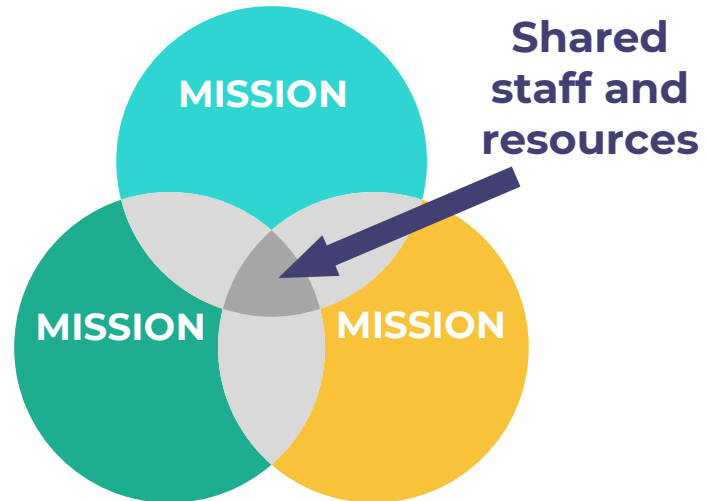 Shared
staff and
resources
MISSION
MISSION
MISSION